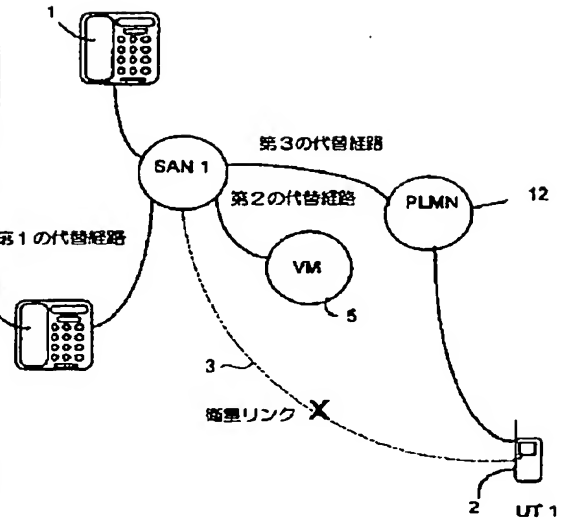 1
SAN 1
第3の代替経路
第2の代替経路
PLMN
12
第1の代替経路
VM
5
3
衛星リンク
X
2
UT 1